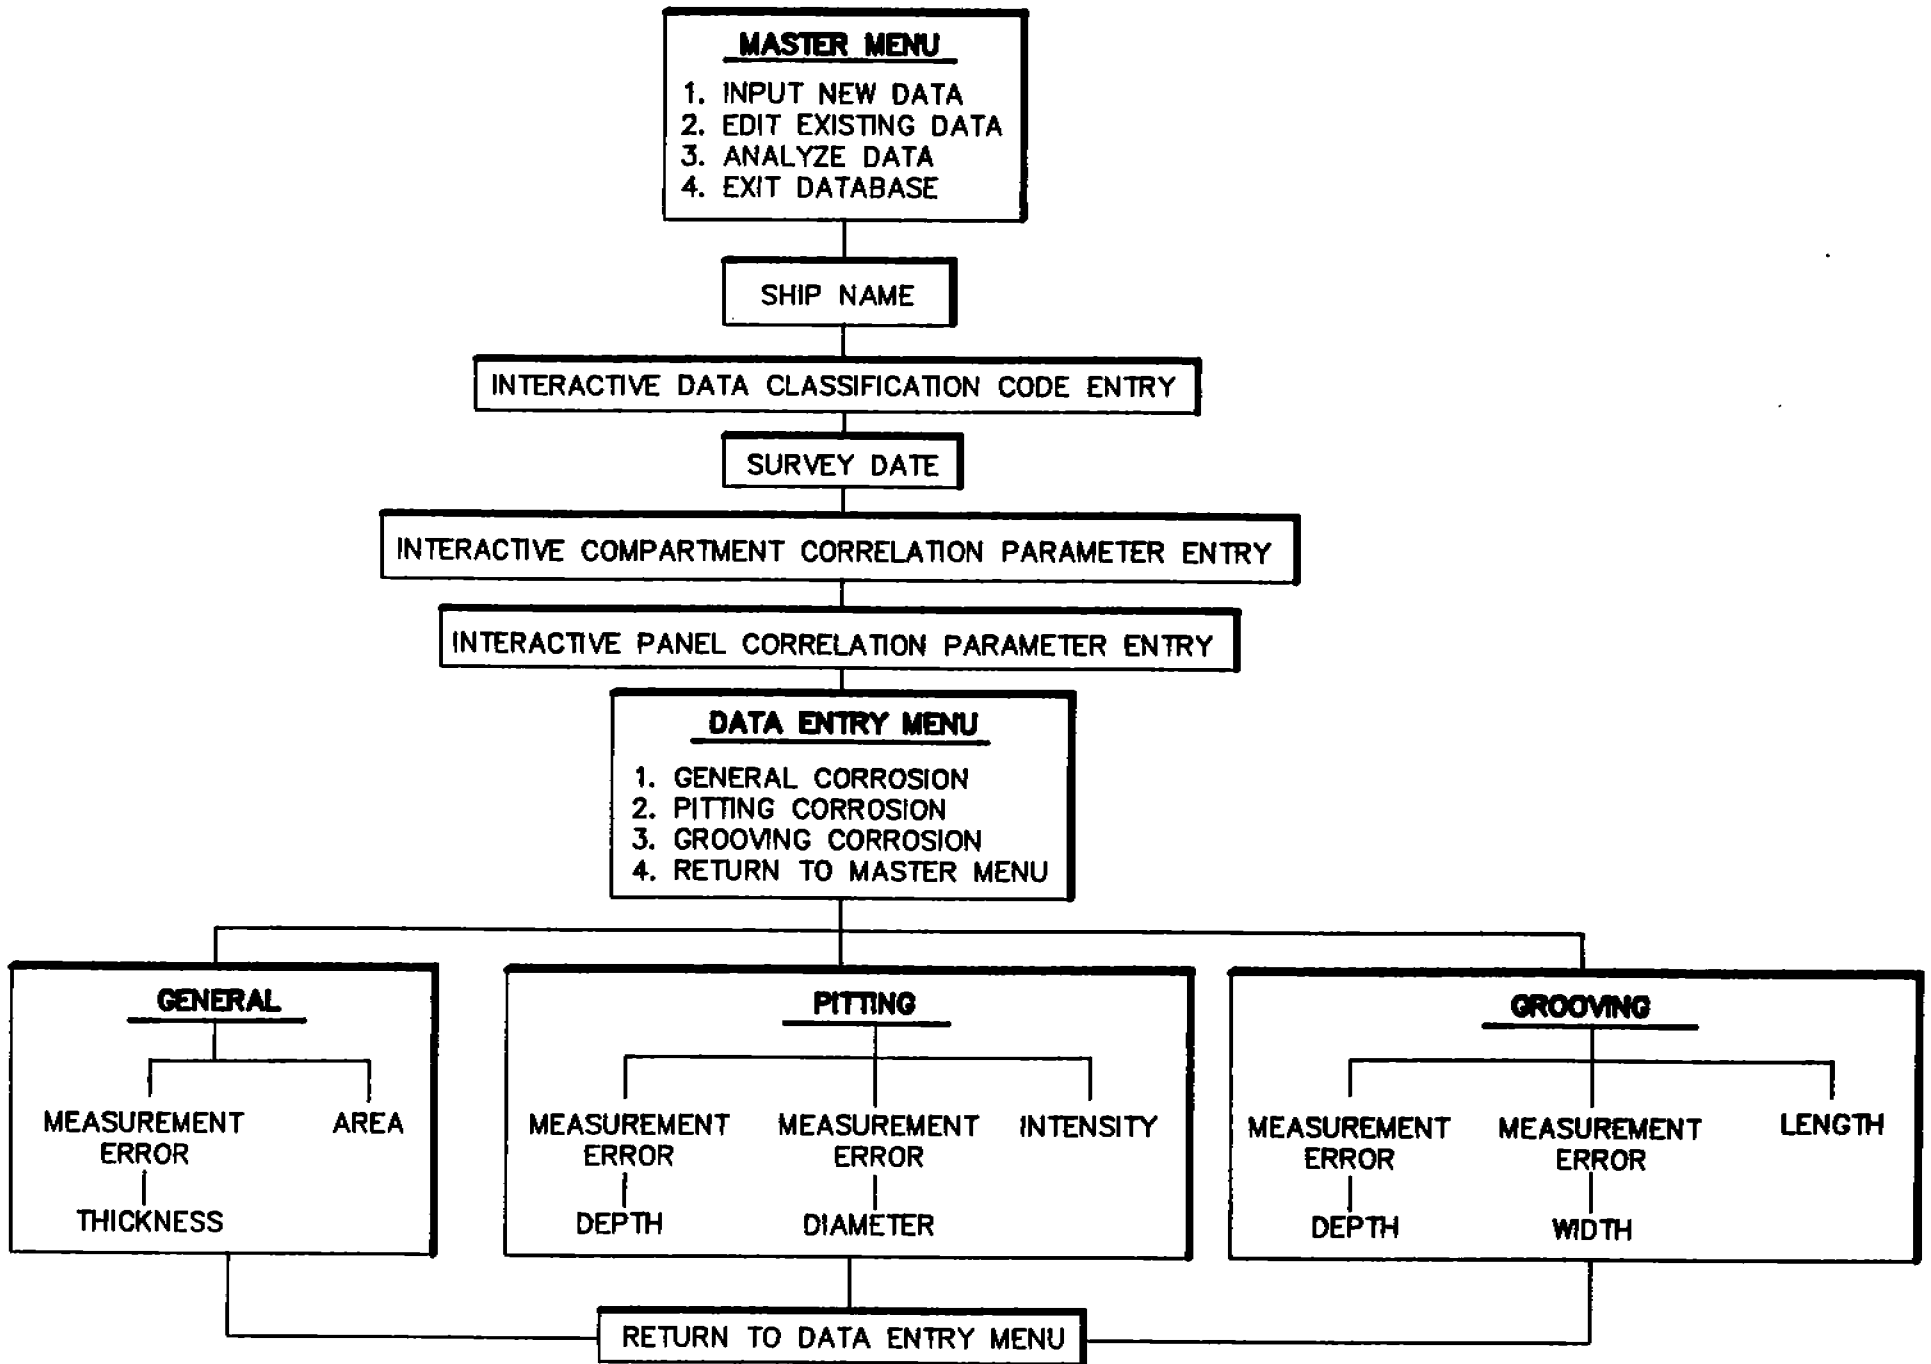 MASTER MENU
1. INPUT NEW DATA
2. EDIT EXISTING DATA
3. ANALYZE DATA
4. EXIT DATABASE
SHIP NAME
INTERACTIVE DATA CLASSIFICATION CODE ENTRY
SURVEY DATE
INTERACTIVE COMPARTMENT CORRELATION PARAMETER ENTRY
INTERACTIVE PANEL CORRELATION PARAMETER ENTRY
DATA ENTRY MENU
1. GENERAL CORROSION
2. PITTING CORROSION
3. GROOVING CORROSION
4. RETURN TO MASTER MENU
GENERAL
MEASUREMENT
ERROR
THICKNESS
AREA
PITTING
MEASUREMENT
ERROR
DEPTH
MEASUREMENT
ERROR
DIAMETER
INTENSITY
GROOVING
MEASUREMENT
ERROR
DEPTH
MEASUREMENT
ERROR
WIDTH
LENGTH
RETURN TO DATA ENTRY MENU